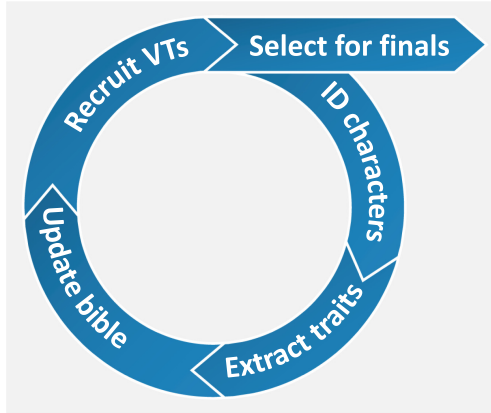 Recruit VTs
Select for finals
ID characters
Extract traits
Update bible